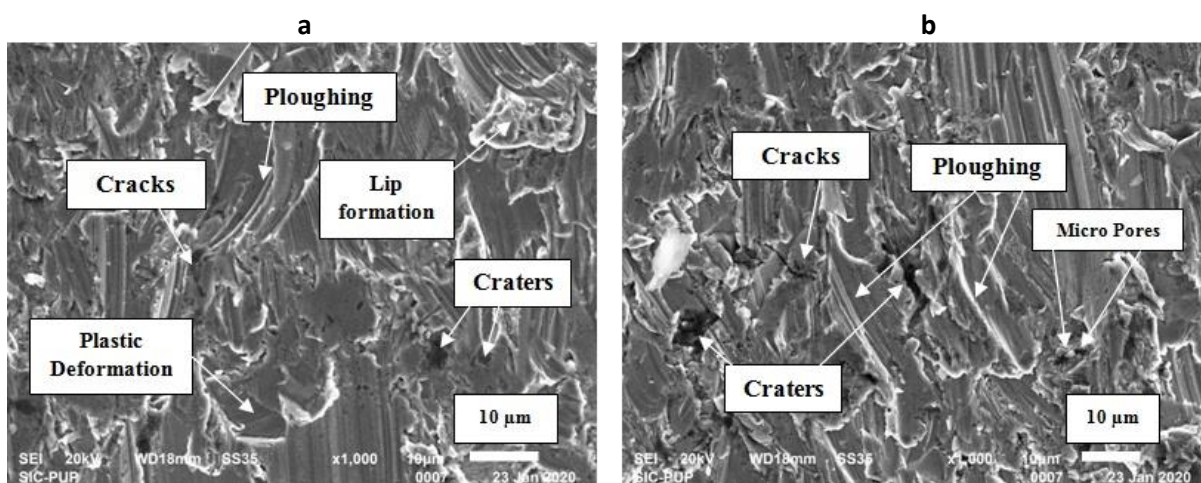 a
b
Ploughing
Cracks
Lip
formation
Craters
Plastic
Deformation
10 µm
SEI 20kV WD18mm SS35 x1,000 10µm
SIC-PUP 0007 23 Jan 2020
Cracks
Ploughing
Micro Pores
Craters
10 µm
SEI 20kV WD18mm SS35 x1,000 10µm
SIC-PUP 0007 23 Jan 2020